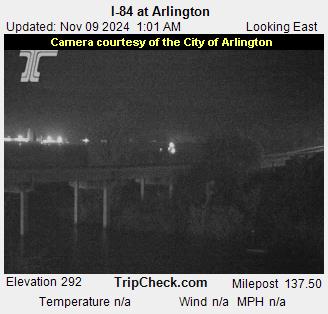 I-84 at Arlington
Updated: Nov 09 2024 1:01 AM Looking East
Camera courtesy of the City of Arlington
Elevation 292 TripCheck.com Milepost 137.50
Temperature n/a Wind n/a MPH n/a